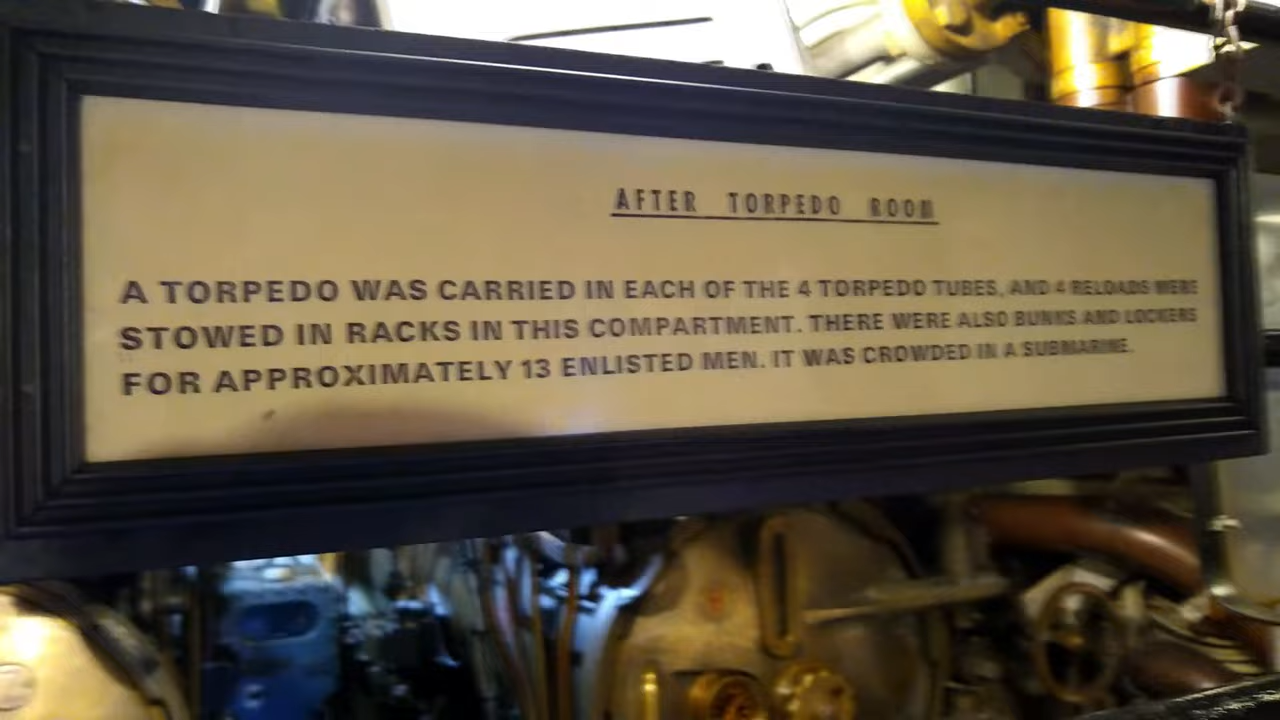 AFTER TORPEDO ROOM
A TORPEDO WAS CARRIED IN EACH OF THE 4 TORPEDO TUBES, AND 4 RELOADS WERE
STOWED IN RACKS IN THIS COMPARTMENT. THERE WERE ALSO BUNKS AND LOCKERS
FOR APPROXIMATELY 13 ENLISTED MEN. IT WAS CROWDED IN A SUBMARINE.